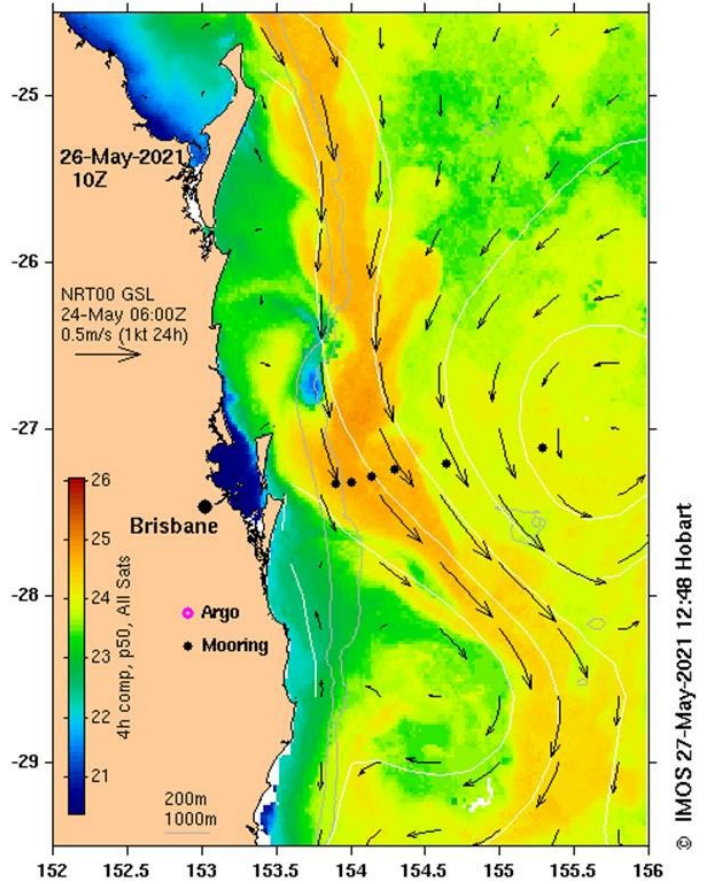 -25
-26
-27
-28
-29
26-May-2021
10Z
NRT00 GSL
24-May 06:00Z
0.5m/s (1kt 24h)
26
25
24
23
22
21
4h comp, p50, All Sats
Brisbane
Argo
Mooring
200m
1000m
152
152.5
153
153.5
154
154.5
155
155.5
156
© IMOS 27-May-2021 12:48 Hobart